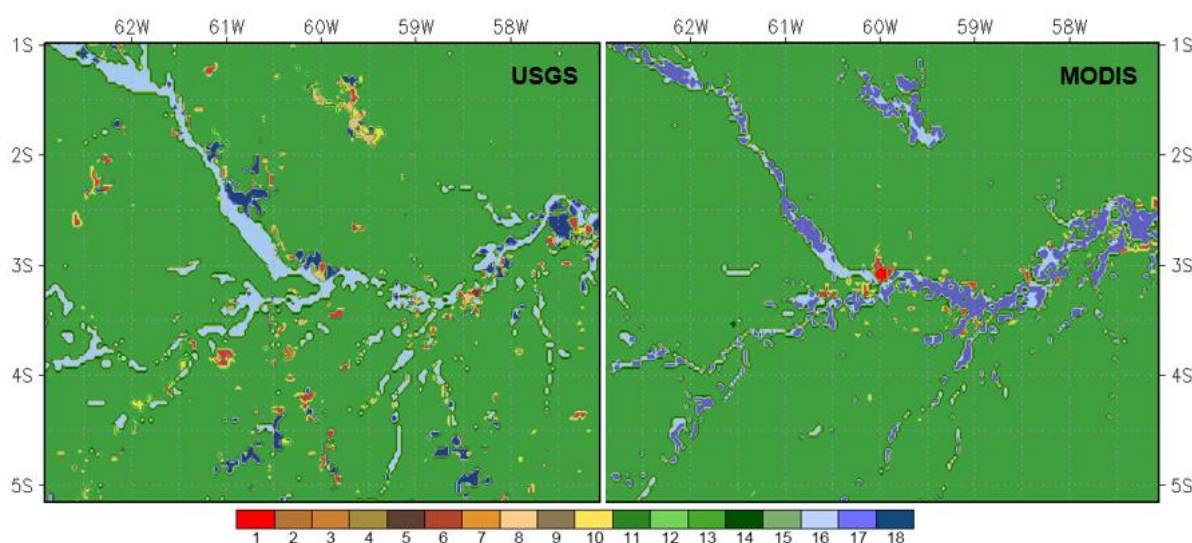 62W 61W 60W 59W 58W 62W 61W 60W 59W 58W
1S USGS MODIS 1S
2S 2S
3S 3S
4S 4S
5S 5S
1 2 3 4 5 6 7 8 9 10 11 12 13 14 15 16 17 18